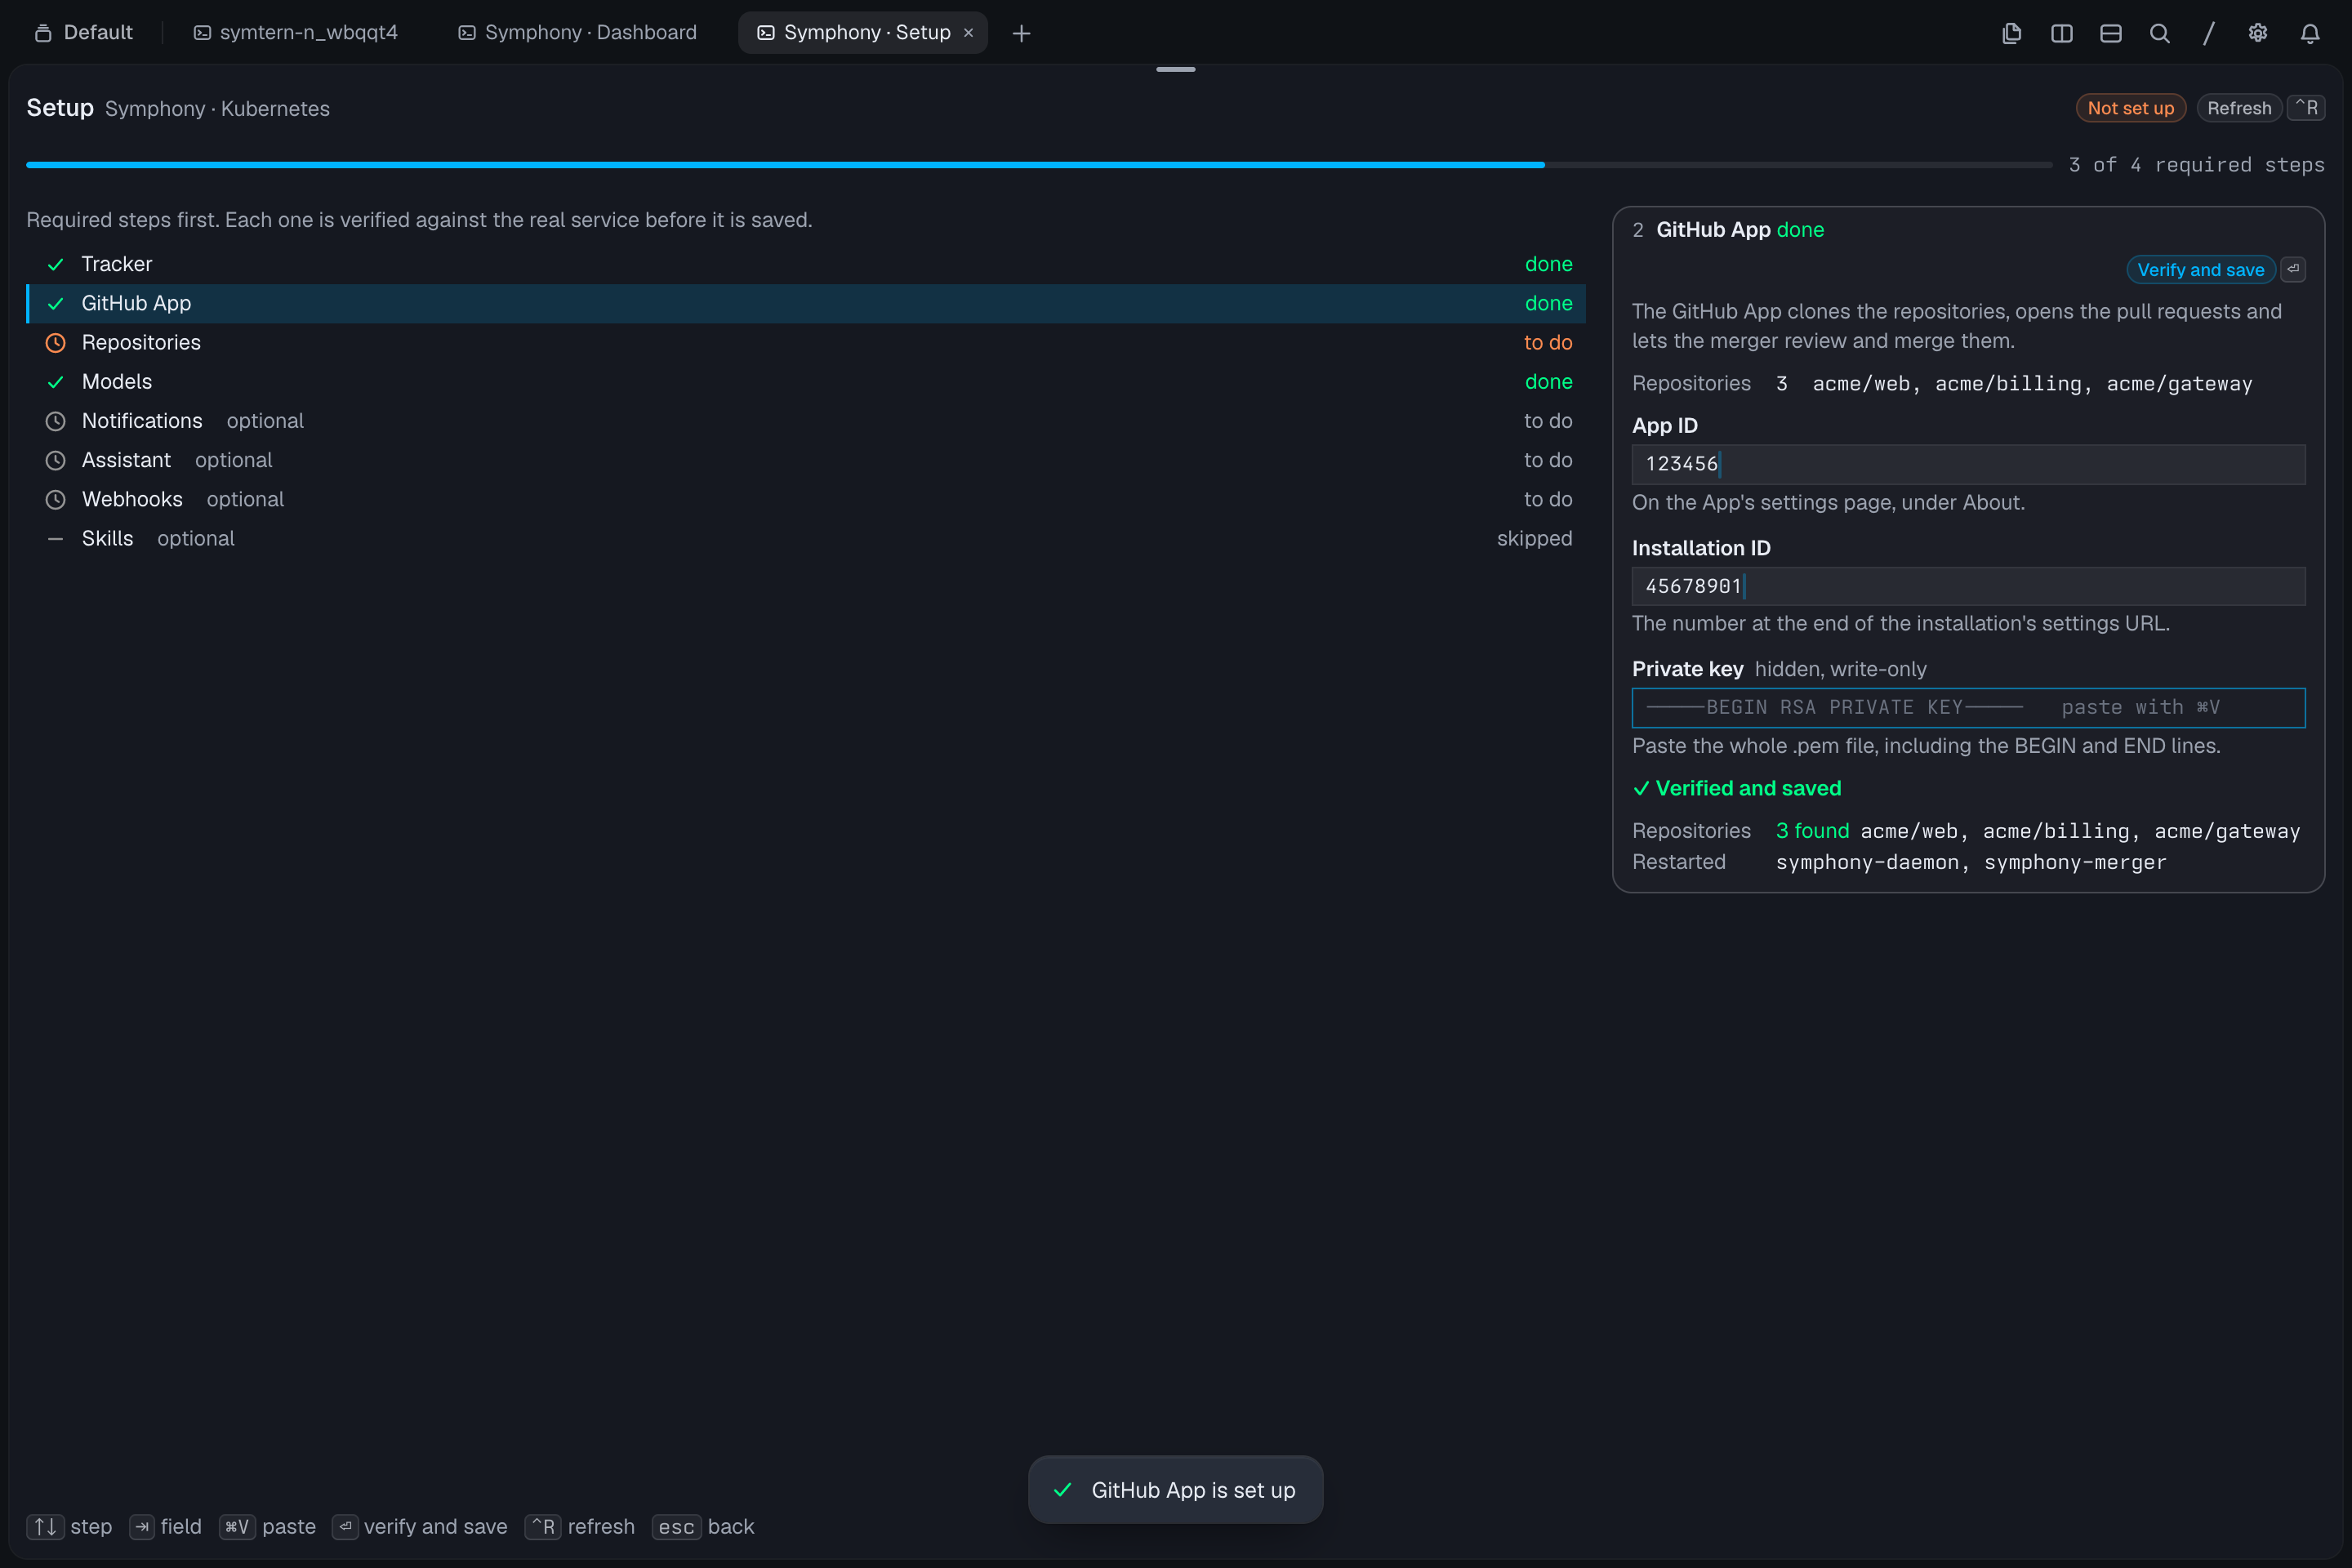 Default
symtern-n_wbqqt4
Symphony · Dashboard
Symphony · Setup ×
Setup Symphony · Kubernetes
Not set up Refresh ^R
3 of 4 required steps
Required steps first. Each one is verified against the real service before it is saved.
Tracker done
GitHub App done
Repositories to do
Models done
Notifications optional to do
Assistant optional to do
Webhooks optional to do
Skills optional skipped
2 GitHub App done
Verify and save ⏎
The GitHub App clones the repositories, opens the pull requests and
lets the merger review and merge them.
Repositories 3 acme/web, acme/billing, acme/gateway
App ID
123456
On the App's settings page, under About.
Installation ID
45678901
The number at the end of the installation's settings URL.
Private key hidden, write-only
-----BEGIN RSA PRIVATE KEY----- paste with ⌘V
Paste the whole .pem file, including the BEGIN and END lines.
✓ Verified and saved
Repositories 3 found acme/web, acme/billing, acme/gateway
Restarted symphony-daemon, symphony-merger
GitHub App is set up
↑↓ step ⇥ field ⌘V paste ⏎ verify and save ^R refresh esc back